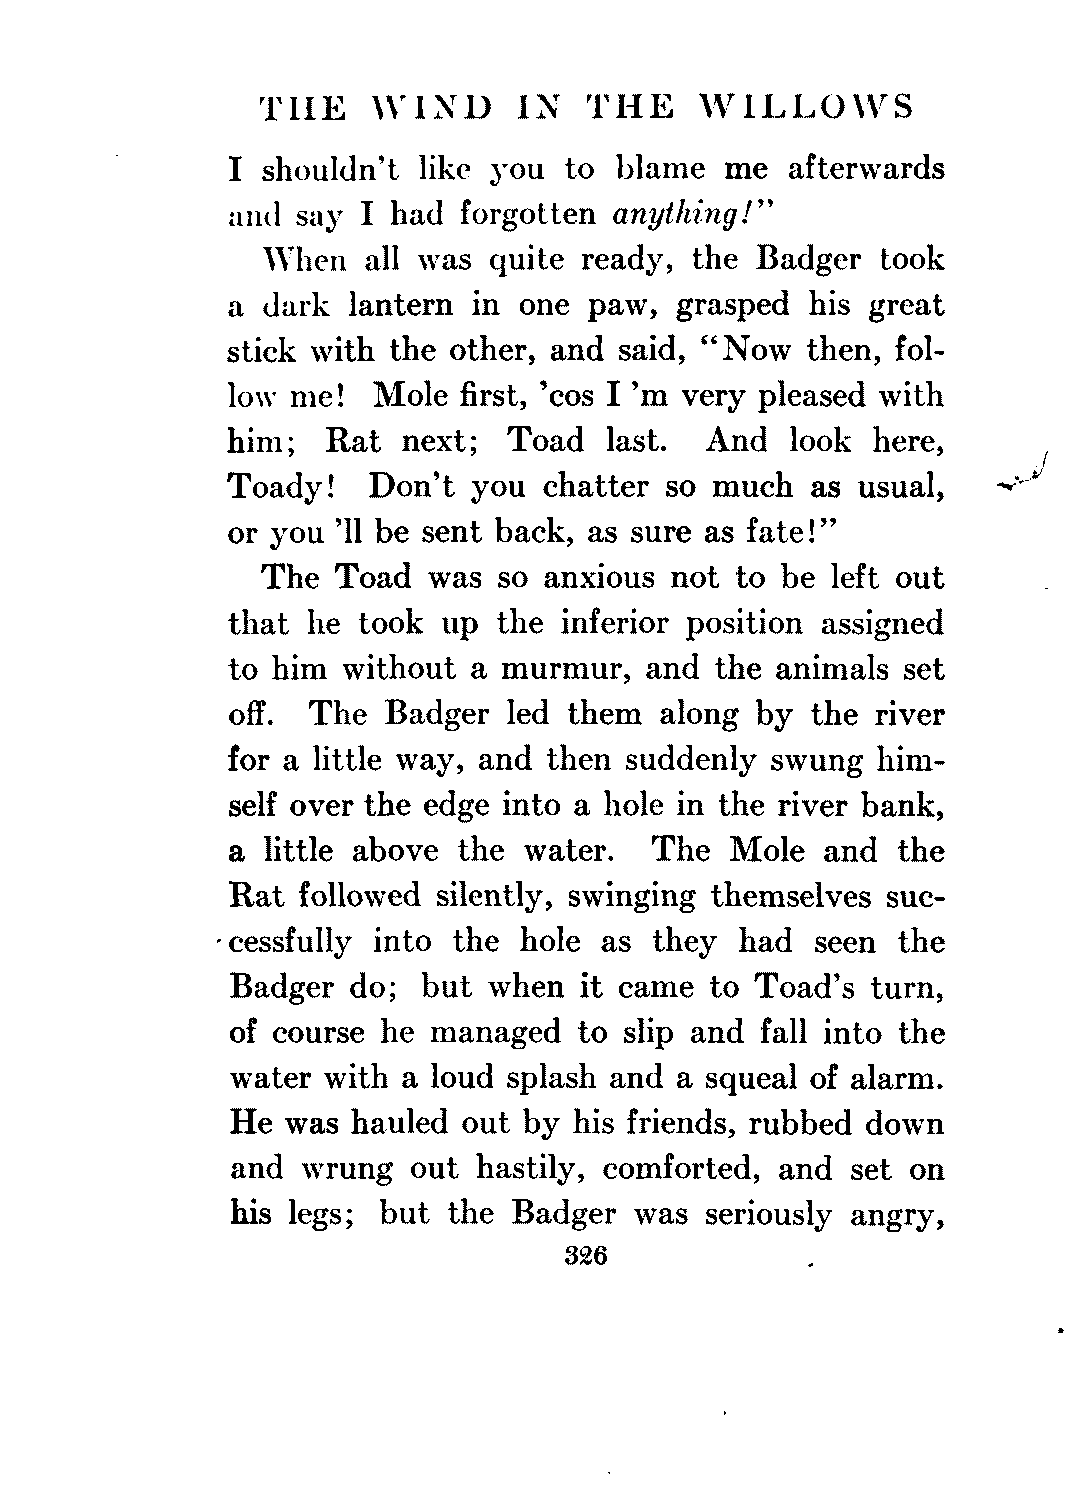 THE WIND IN THE WILLOWS
I shouldn't like you to blame me afterwards
and say I had forgotten anything!"
When all was quite ready, the Badger took
a dark lantern in one paw, grasped his great
stick with the other, and said, "Now then, fol-
low me! Mole first, 'cos I 'm very pleased with
him; Rat next; Toad last. And look here,
Toady! Don't you chatter so much as usual,
or you 'll be sent back, as sure as fate!"
The Toad was so anxious not to be left out
that he took up the inferior position assigned
to him without a murmur, and the animals set
off. The Badger led them along by the river
for a little way, and then suddenly swung him-
self over the edge into a hole in the river bank,
a little above the water. The Mole and the
Rat followed silently, swinging themselves suc-
cessfully into the hole as they had seen the
Badger do; but when it came to Toad's turn,
of course he managed to slip and fall into the
water with a loud splash and a squeal of alarm.
He was hauled out by his friends, rubbed down
and wrung out hastily, comforted, and set on
his legs; but the Badger was seriously angry,
326